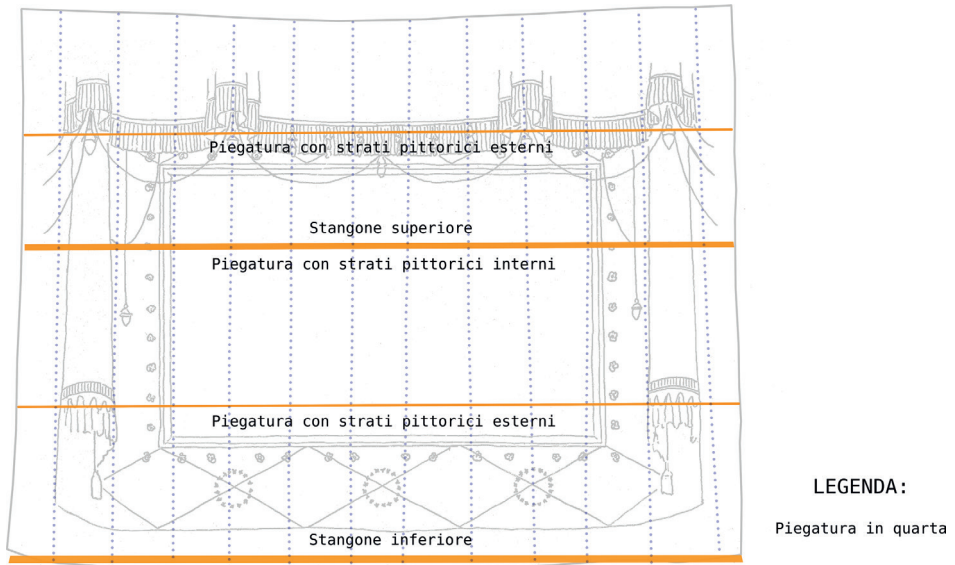 Piegatura con strati pittorici esterni
Stangone superiore
Piegatura con strati pittorici interni
Piegatura con strati pittorici esterni
Stangone inferiore
LEGENDA:
Piegatura in quarta